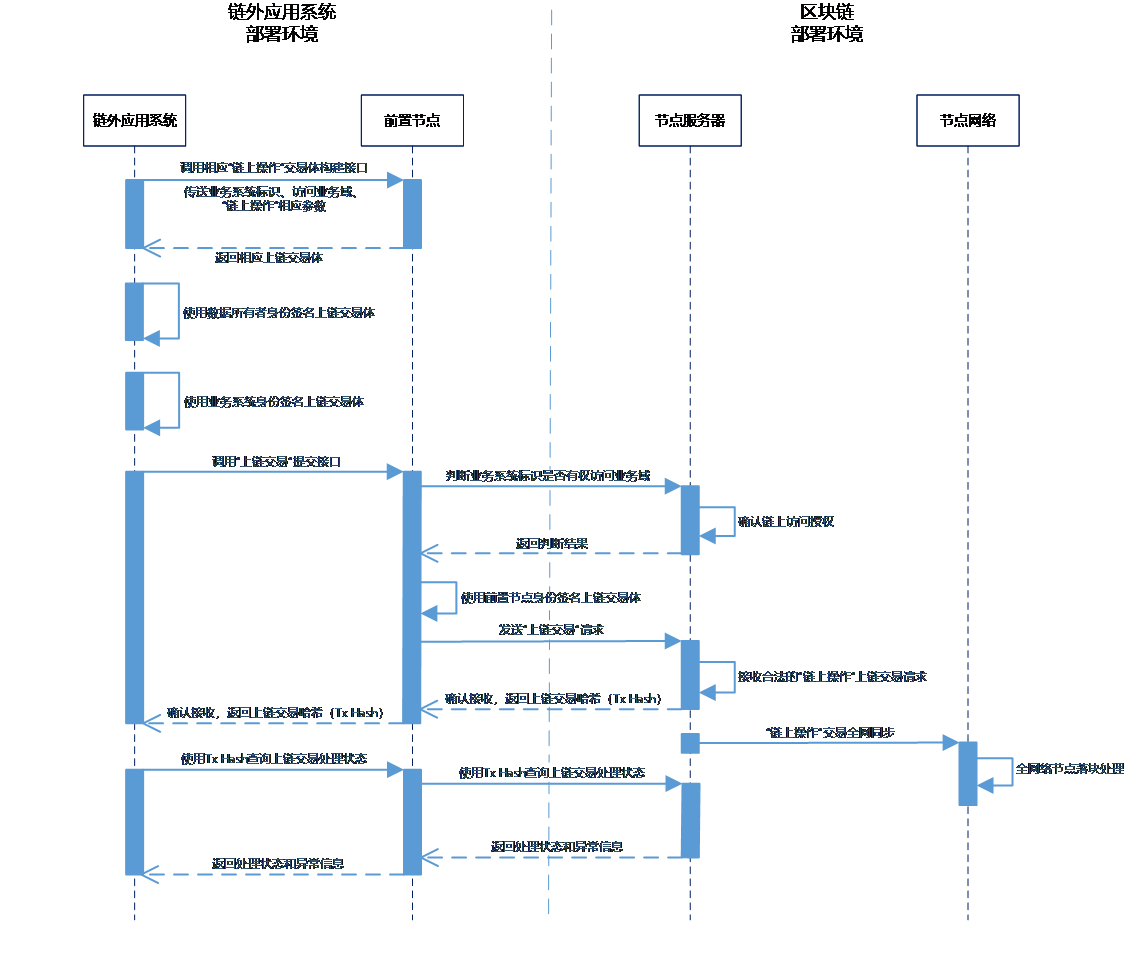 链外应用系统
部署环境
区块链
部署环境
链外应用系统
前置节点
节点服务器
节点网络
调用相应"链上操作"交易体构建接口
传送业务系统标识、访问业务域、
"链上操作"相应参数
返回相应上链交易体
使用数据所有者身份签名上链交易体
使用业务系统身份签名上链交易体
调用"上链交易"提交接口
判断业务系统标识是否有权访问业务域
确认链上访问授权
返回判断结果
使用前置节点身份签名上链交易体
发送"上链交易"请求
接收合法的"链上操作"上链交易请求
确认接收，返回上链交易哈希（Tx Hash）
确认接收，返回上链交易哈希（Tx Hash）
"链上操作"交易全网同步
全网络节点落块处理
使用Tx Hash查询上链交易处理状态
使用Tx Hash查询上链交易处理状态
返回处理状态和异常信息
返回处理状态和异常信息